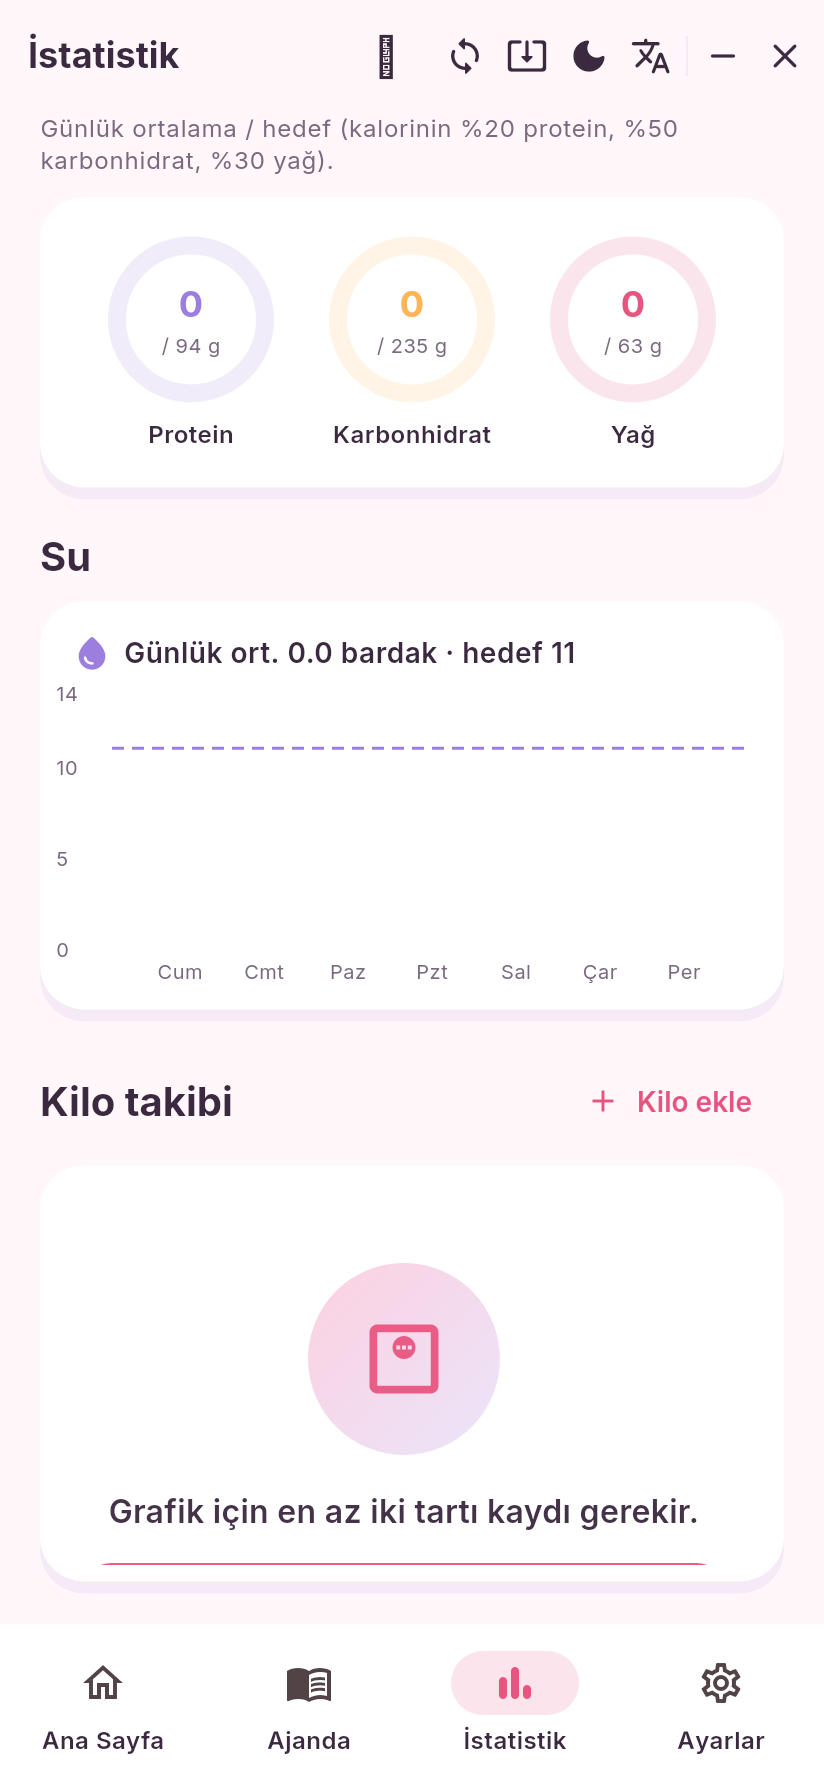 İstatistik
Günlük ortalama / hedef (kalorinin %20 protein, %50
karbonhidrat, %30 yağ).
0
/ 94 g
Protein
0
/ 235 g
Karbonhidrat
0
/ 63 g
Yağ
Su
Günlük ort. 0.0 bardak · hedef 11
14
10
5
0
Cum Cmt Paz Pzt Sal Çar Per
Kilo takibi
+ Kilo ekle
Grafik için en az iki tartı kaydı gerekir.
Ana Sayfa Ajanda İstatistik Ayarlar